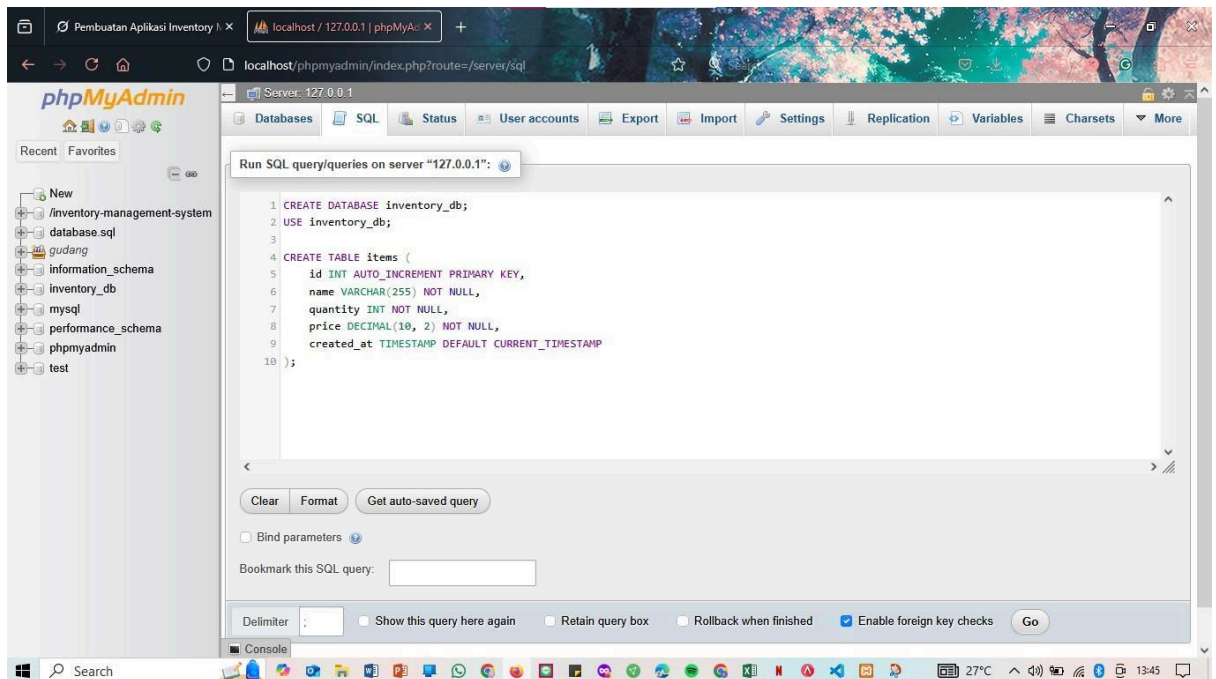 Pembuatan Aplikasi Inventory M
localhost / 127.0.0.1 | phpMyAd
localhost/phpmyadmin/index.php?route=/server/sql
phpMyAdmin
Recent Favorites
New
/inventory-management-system
database.sql
gudang
information_schema
inventory_db
mysql
performance_schema
phpmyadmin
test
Server: 127.0.0.1
Databases SQL Status User accounts Export Import Settings Replication Variables Charsets More
Run SQL query/queries on server “127.0.0.1”:
1 CREATE DATABASE inventory_db;
2 USE inventory_db;
3
4 CREATE TABLE items (
5 id INT AUTO_INCREMENT PRIMARY KEY,
6 name VARCHAR(255) NOT NULL,
7 quantity INT NOT NULL,
8 price DECIMAL(10, 2) NOT NULL,
9 created_at TIMESTAMP DEFAULT CURRENT_TIMESTAMP
10 );
Clear Format Get auto-saved query
Bind parameters
Bookmark this SQL query:
Delimiter ; Show this query here again Retain query box Rollback when finished Enable foreign key checks Go
Console
Search 27°C 13:45